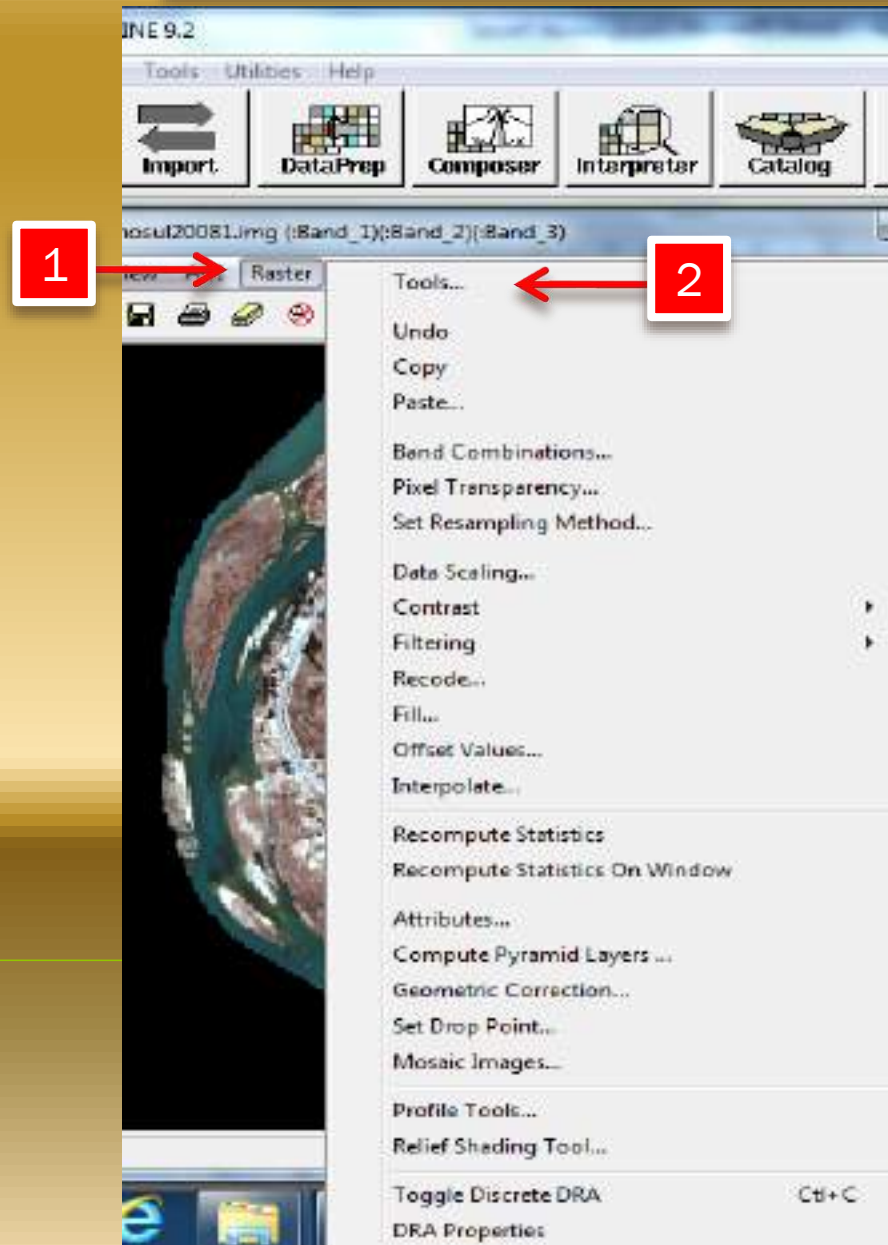 INE 9.2
Tools Utilities Help
Import DataPrep Composer Interpreter Catalog
mosul20081.img (:Band_1)(:Band_2)(:Band_3)
1 Raster
2
Tools...
Undo
Copy
Paste...
Band Combinations...
Pixel Transparency...
Set Resampling Method...
Data Scaling...
Contrast
Filtering
Recode...
Fill...
Offset Values...
Interpolate...
Recompute Statistics
Recompute Statistics On Window
Attributes...
Compute Pyramid Layers ...
Geometric Correction...
Set Drop Point...
Mosaic Images...
Profile Tools...
Relief Shading Tool...
Toggle Discrete DRA Ctl+C
DRA Properties